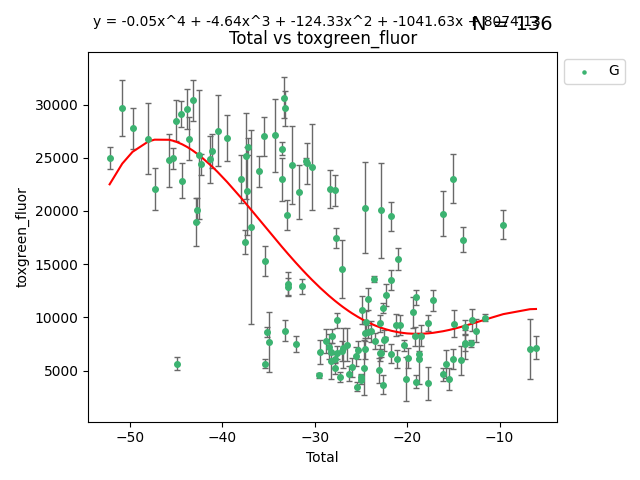 y = -0.05x^4 + -4.64x^3 + -124.33x^2 + -1041.63x +
N = 136
Total vs toxgreen_fluor
G
30000
25000
20000
15000
10000
5000
toxgreen_fluor
−50 −40 −30 −20 −10
Total